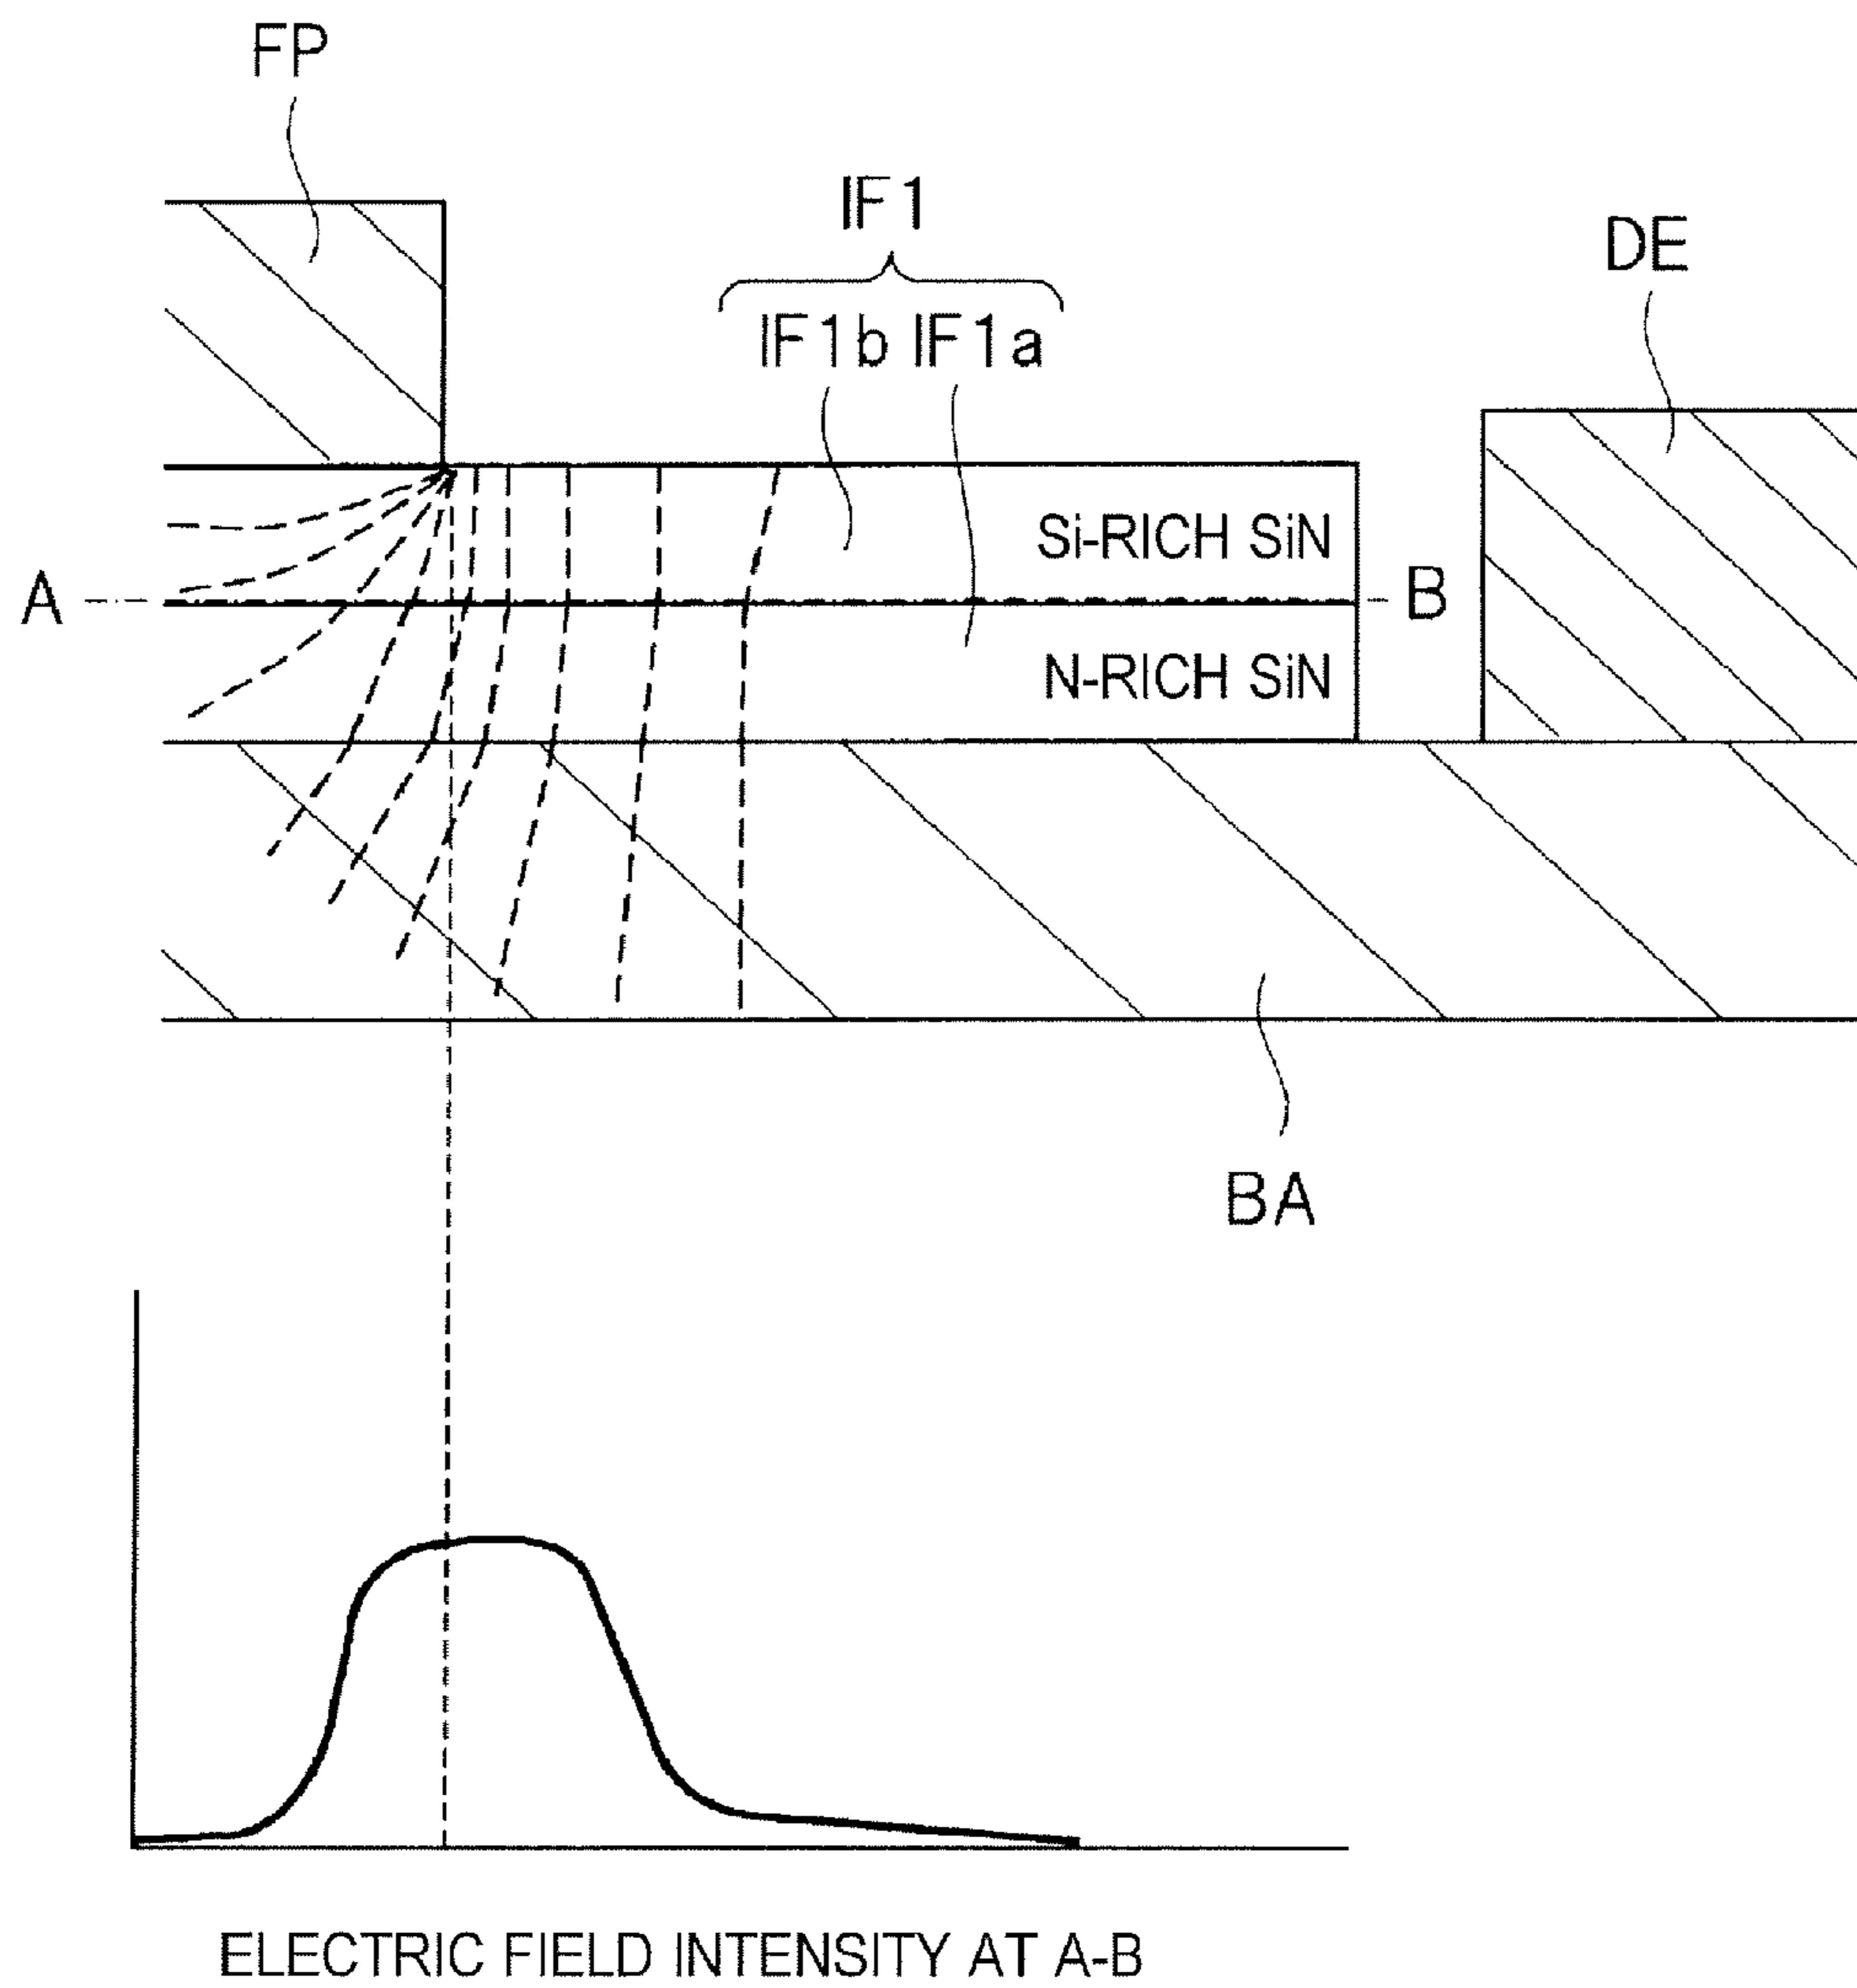 FP
IF1
DE
IF1b IF1a
Si-RICH SiN
A
B
N-RICH SiN
BA
ELECTRIC FIELD INTENSITY AT A-B